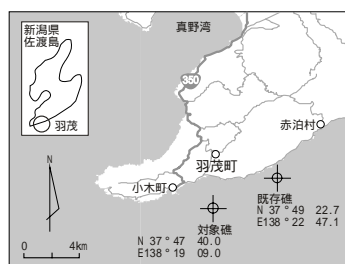 新潟県
佐渡島
羽茂
真野湾
350
赤泊村
羽茂町
小木町
N
0 4km
既存礁
N 37°49 22.7
E138°22 47.1
対象礁
N 37°47 40.0
E138°19 09.0